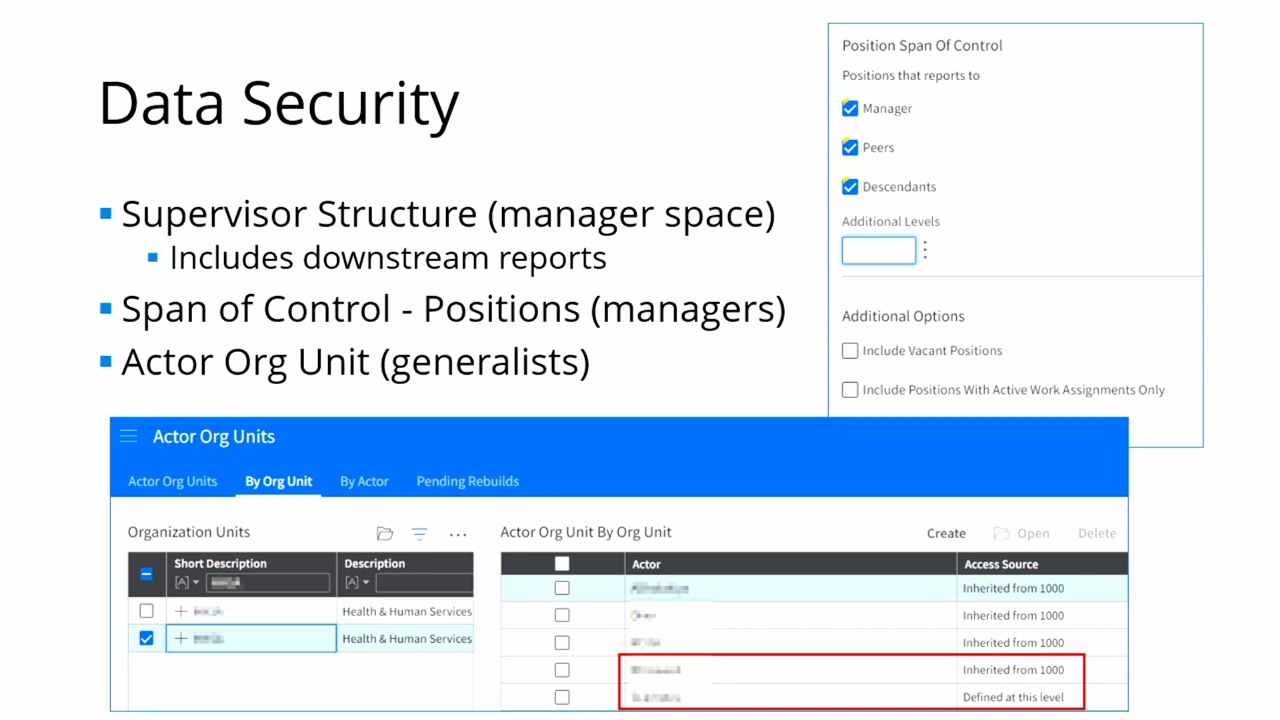 Data Security
Supervisor Structure (manager space)
Includes downstream reports
Span of Control - Positions (managers)
Actor Org Unit (generalists)
Position Span Of Control
Positions that reports to
Manager
Peers
Descendants
Additional Levels
Additional Options
Include Vacant Positions
Include Positions With Active Work Assignments Only
Actor Org Units
Actor Org Units By Org Unit By Actor Pending Rebuilds
Organization Units
Short Description Description
[A] [A]
Health & Human Services
Health & Human Services
Actor Org Unit By Org Unit Create Open Delete
Actor Access Source
Inherited from 1000
Inherited from 1000
Inherited from 1000
Inherited from 1000
Defined at this level